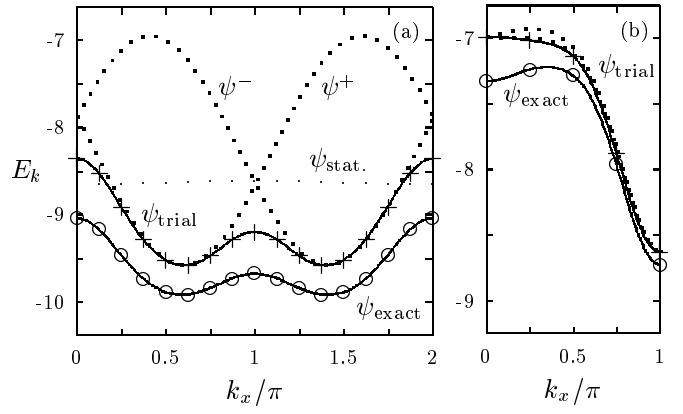 (a)
-7
-8
-9
-10
E_k
ψ^-
ψ^+
ψ_stat.
ψ_trial
ψ_exact
0
0.5
1
1.5
2
k_x/π
(b)
-7
-8
-9
ψ_trial
ψ_exact
0
0.5
1
k_x/π